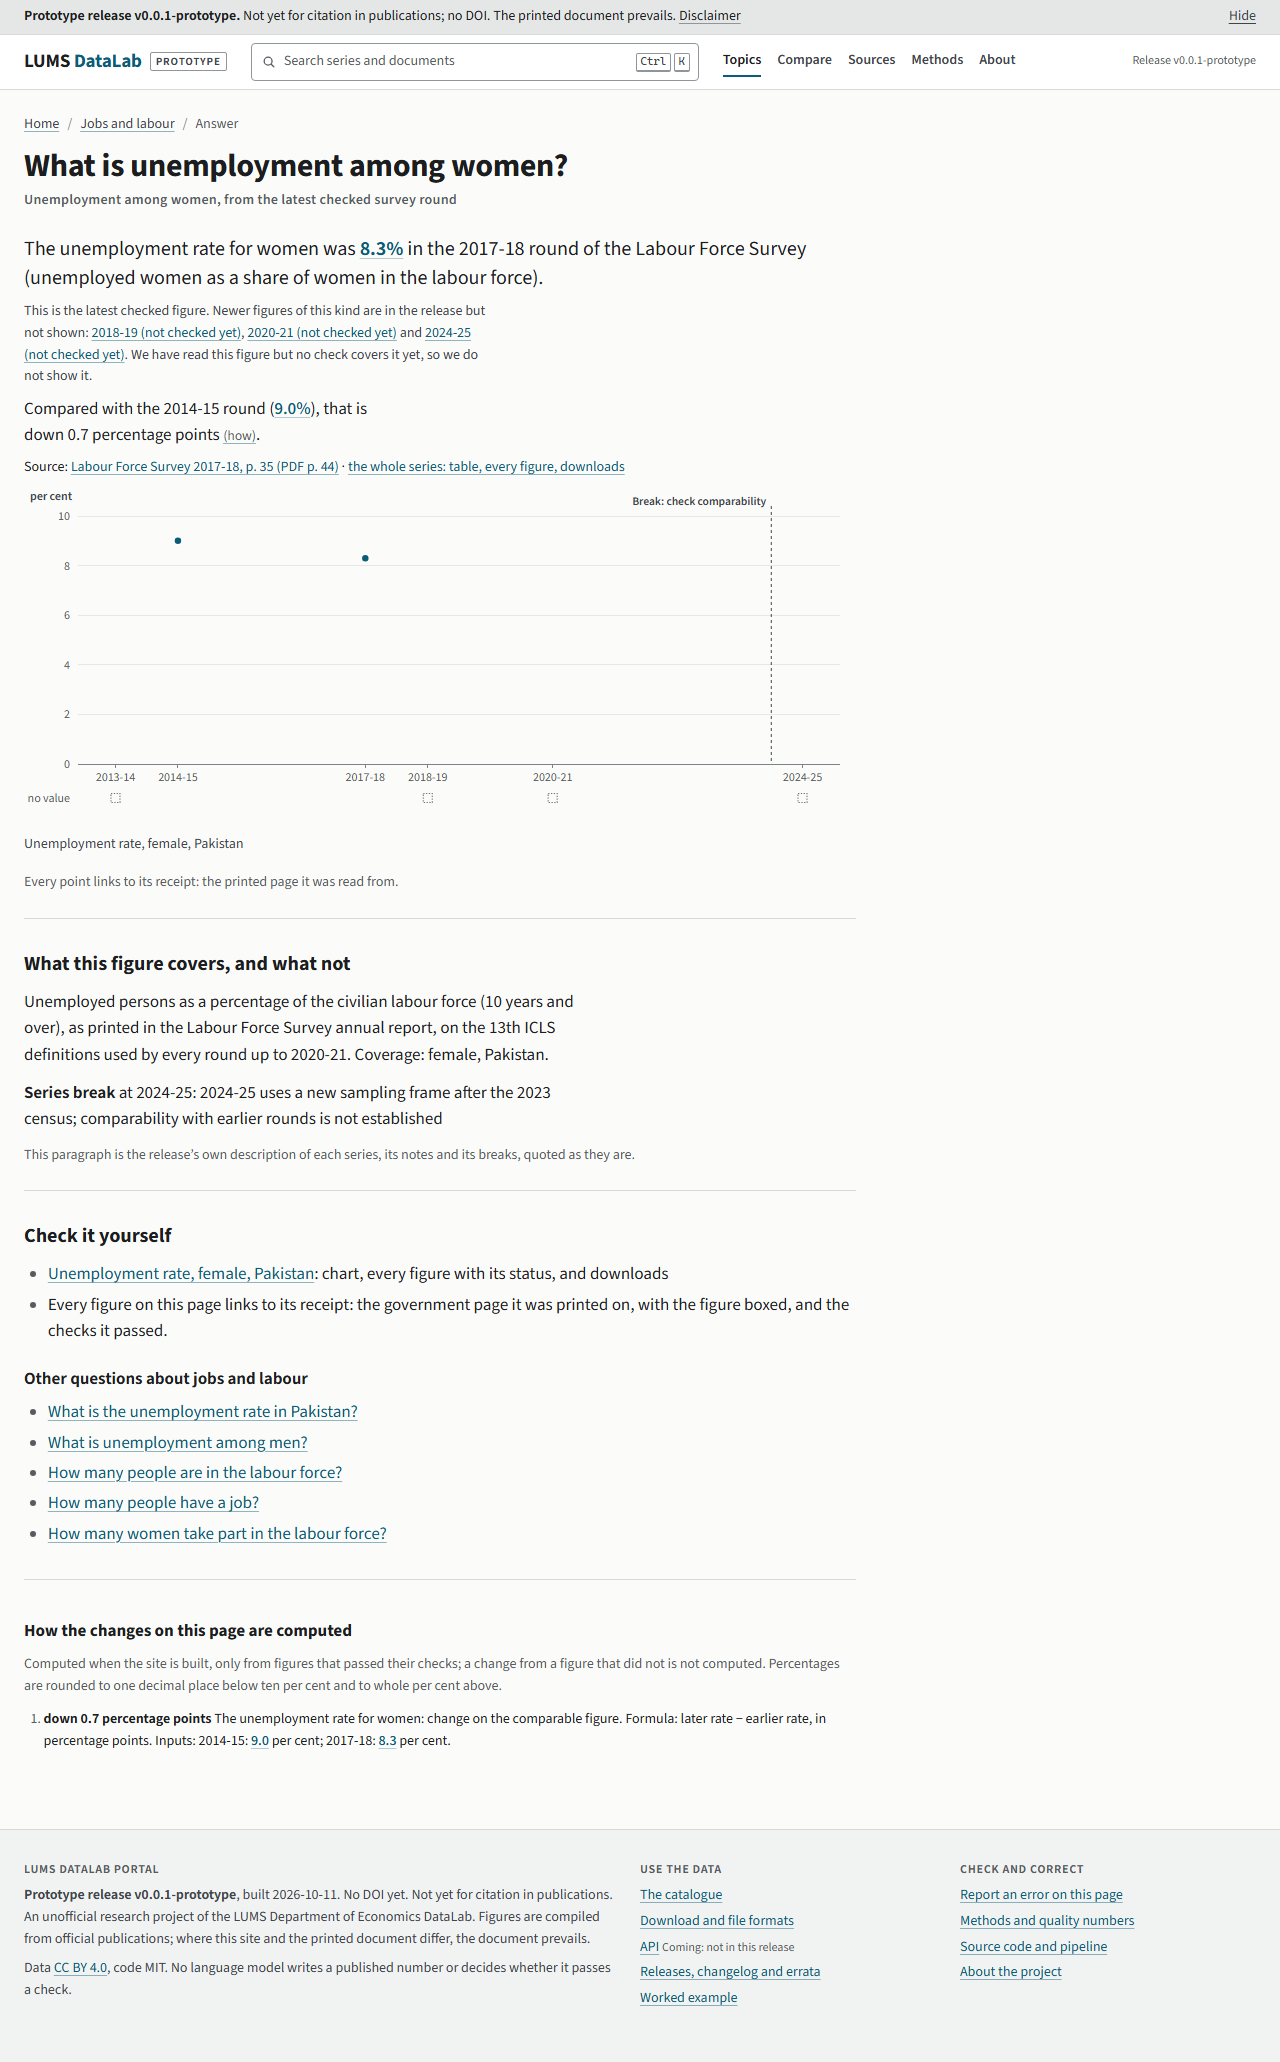 Prototype release v0.0.1-prototype. Not yet for citation in publications; no DOI. The printed document prevails. Disclaimer
Hide
LUMS DataLab PROTOTYPE
Search series and documents Ctrl K
Topics Compare Sources Methods About
Release v0.0.1-prototype
Home / Jobs and labour / Answer
What is unemployment among women?
Unemployment among women, from the latest checked survey round
The unemployment rate for women was 8.3% in the 2017-18 round of the Labour Force Survey
(unemployed women as a share of women in the labour force).
This is the latest checked figure. Newer figures of this kind are in the release but
not shown: 2018-19 (not checked yet), 2020-21 (not checked yet) and 2024-25
(not checked yet). We have read this figure but no check covers it yet, so we do
not show it.
Compared with the 2014-15 round (9.0%), that is
down 0.7 percentage points (how).
Source: Labour Force Survey 2017-18, p. 35 (PDF p. 44) · the whole series: table, every figure, downloads
per cent
Break: check comparability
10
8
6
4
2
0
2013-14 2014-15 2017-18 2018-19 2020-21 2024-25
no value
Unemployment rate, female, Pakistan
Every point links to its receipt: the printed page it was read from.
What this figure covers, and what not
Unemployed persons as a percentage of the civilian labour force (10 years and
over), as printed in the Labour Force Survey annual report, on the 13th ICLS
definitions used by every round up to 2020-21. Coverage: female, Pakistan.
Series break at 2024-25: 2024-25 uses a new sampling frame after the 2023
census; comparability with earlier rounds is not established
This paragraph is the release’s own description of each series, its notes and its breaks, quoted as they are.
Check it yourself
Unemployment rate, female, Pakistan: chart, every figure with its status, and downloads
Every figure on this page links to its receipt: the government page it was printed on, with the figure boxed, and the
checks it passed.
Other questions about jobs and labour
What is the unemployment rate in Pakistan?
What is unemployment among men?
How many people are in the labour force?
How many people have a job?
How many women take part in the labour force?
How the changes on this page are computed
Computed when the site is built, only from figures that passed their checks; a change from a figure that did not is not computed. Percentages
are rounded to one decimal place below ten per cent and to whole per cent above.
1. down 0.7 percentage points The unemployment rate for women: change on the comparable figure. Formula: later rate − earlier rate, in
percentage points. Inputs: 2014-15: 9.0 per cent; 2017-18: 8.3 per cent.
LUMS DATALAB PORTAL
Prototype release v0.0.1-prototype, built 2026-10-11. No DOI yet. Not yet for citation in publications.
An unofficial research project of the LUMS Department of Economics DataLab. Figures are compiled
from official publications; where this site and the printed document differ, the document prevails.
Data CC BY 4.0, code MIT. No language model writes a published number or decides whether it passes
a check.
USE THE DATA
The catalogue
Download and file formats
API Coming: not in this release
Releases, changelog and errata
Worked example
CHECK AND CORRECT
Report an error on this page
Methods and quality numbers
Source code and pipeline
About the project